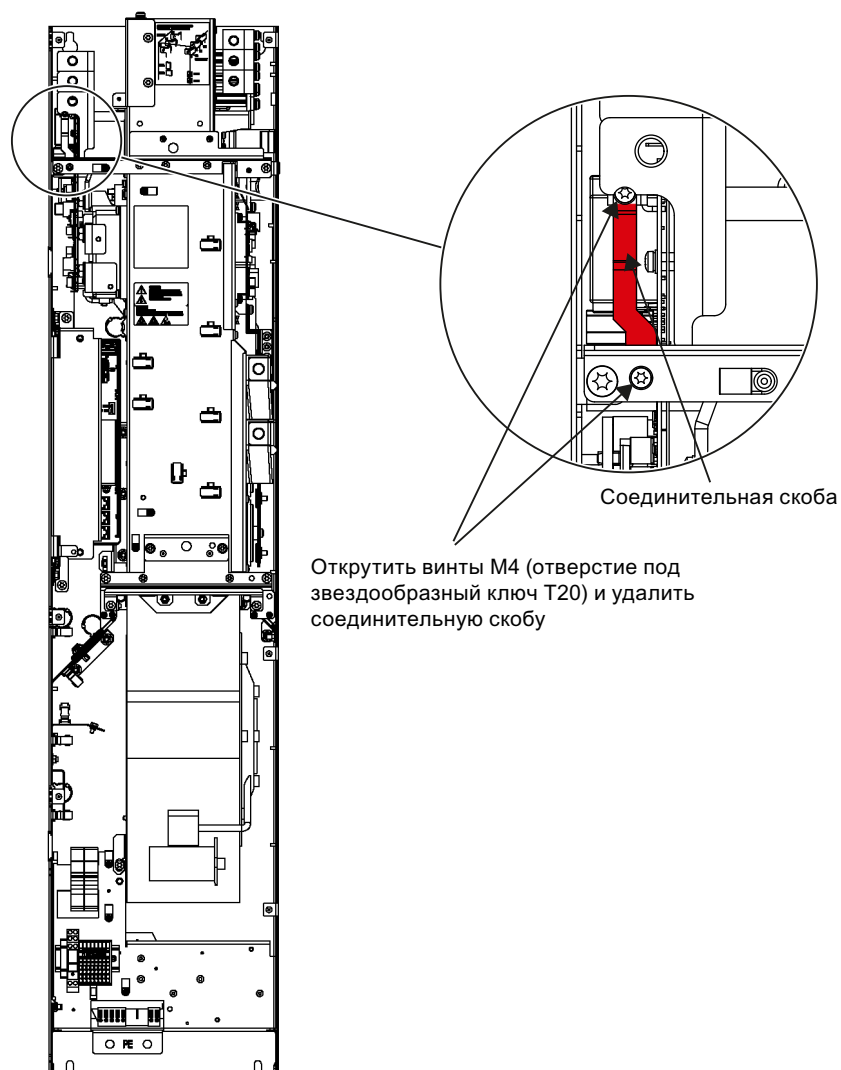 Соединительная скоба
Открутить винты M4 (отверстие под
звездообразный ключ T20) и удалить
соединительную скобу
PE